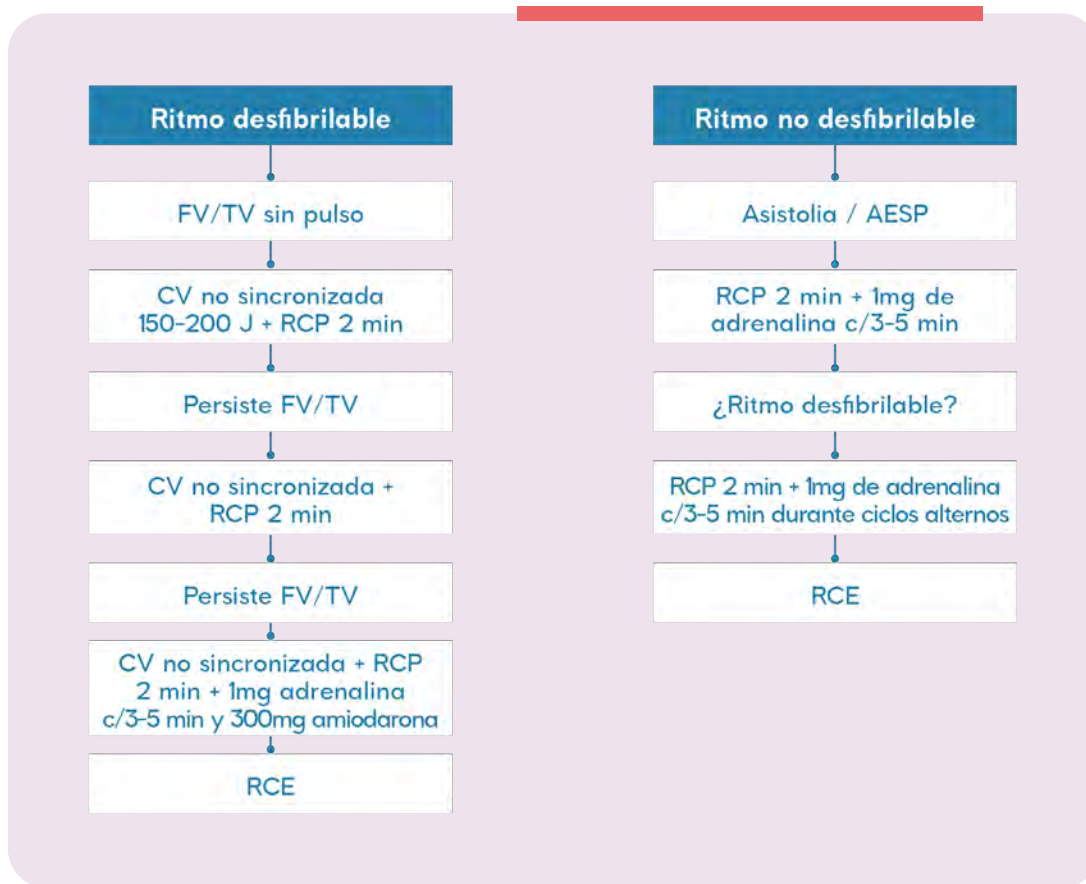 Ritmo desfibrilable
FV/TV sin pulso
CV no sincronizada
150-200 J + RCP 2 min
Persiste FV/TV
CV no sincronizada +
RCP 2 min
Persiste FV/TV
CV no sincronizada + RCP
2 min + 1mg adrenalina
c/3-5 min y 300mg amiodarona
RCE
Ritmo no desfibrilable
Asistolia / AESP
RCP 2 min + 1mg de
adrenalina c/3-5 min
¿Ritmo desfibrilable?
RCP 2 min + 1mg de adrenalina
c/3-5 min durante ciclos alternos
RCE